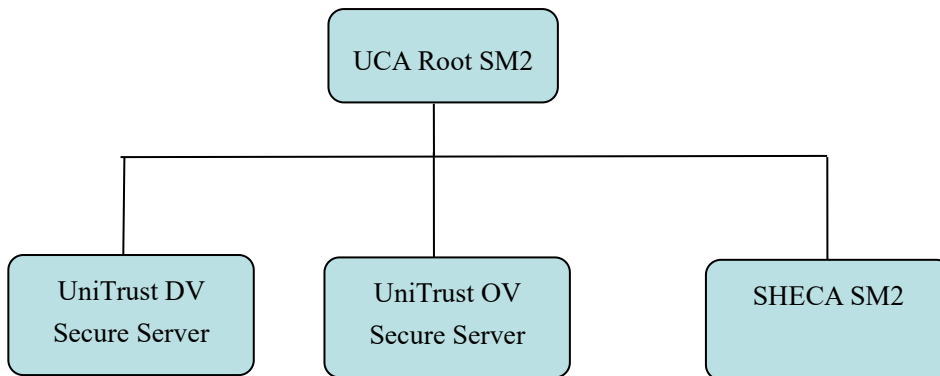 UCA Root SM2
UniTrust DV
Secure Server
UniTrust OV
Secure Server
SHECA SM2